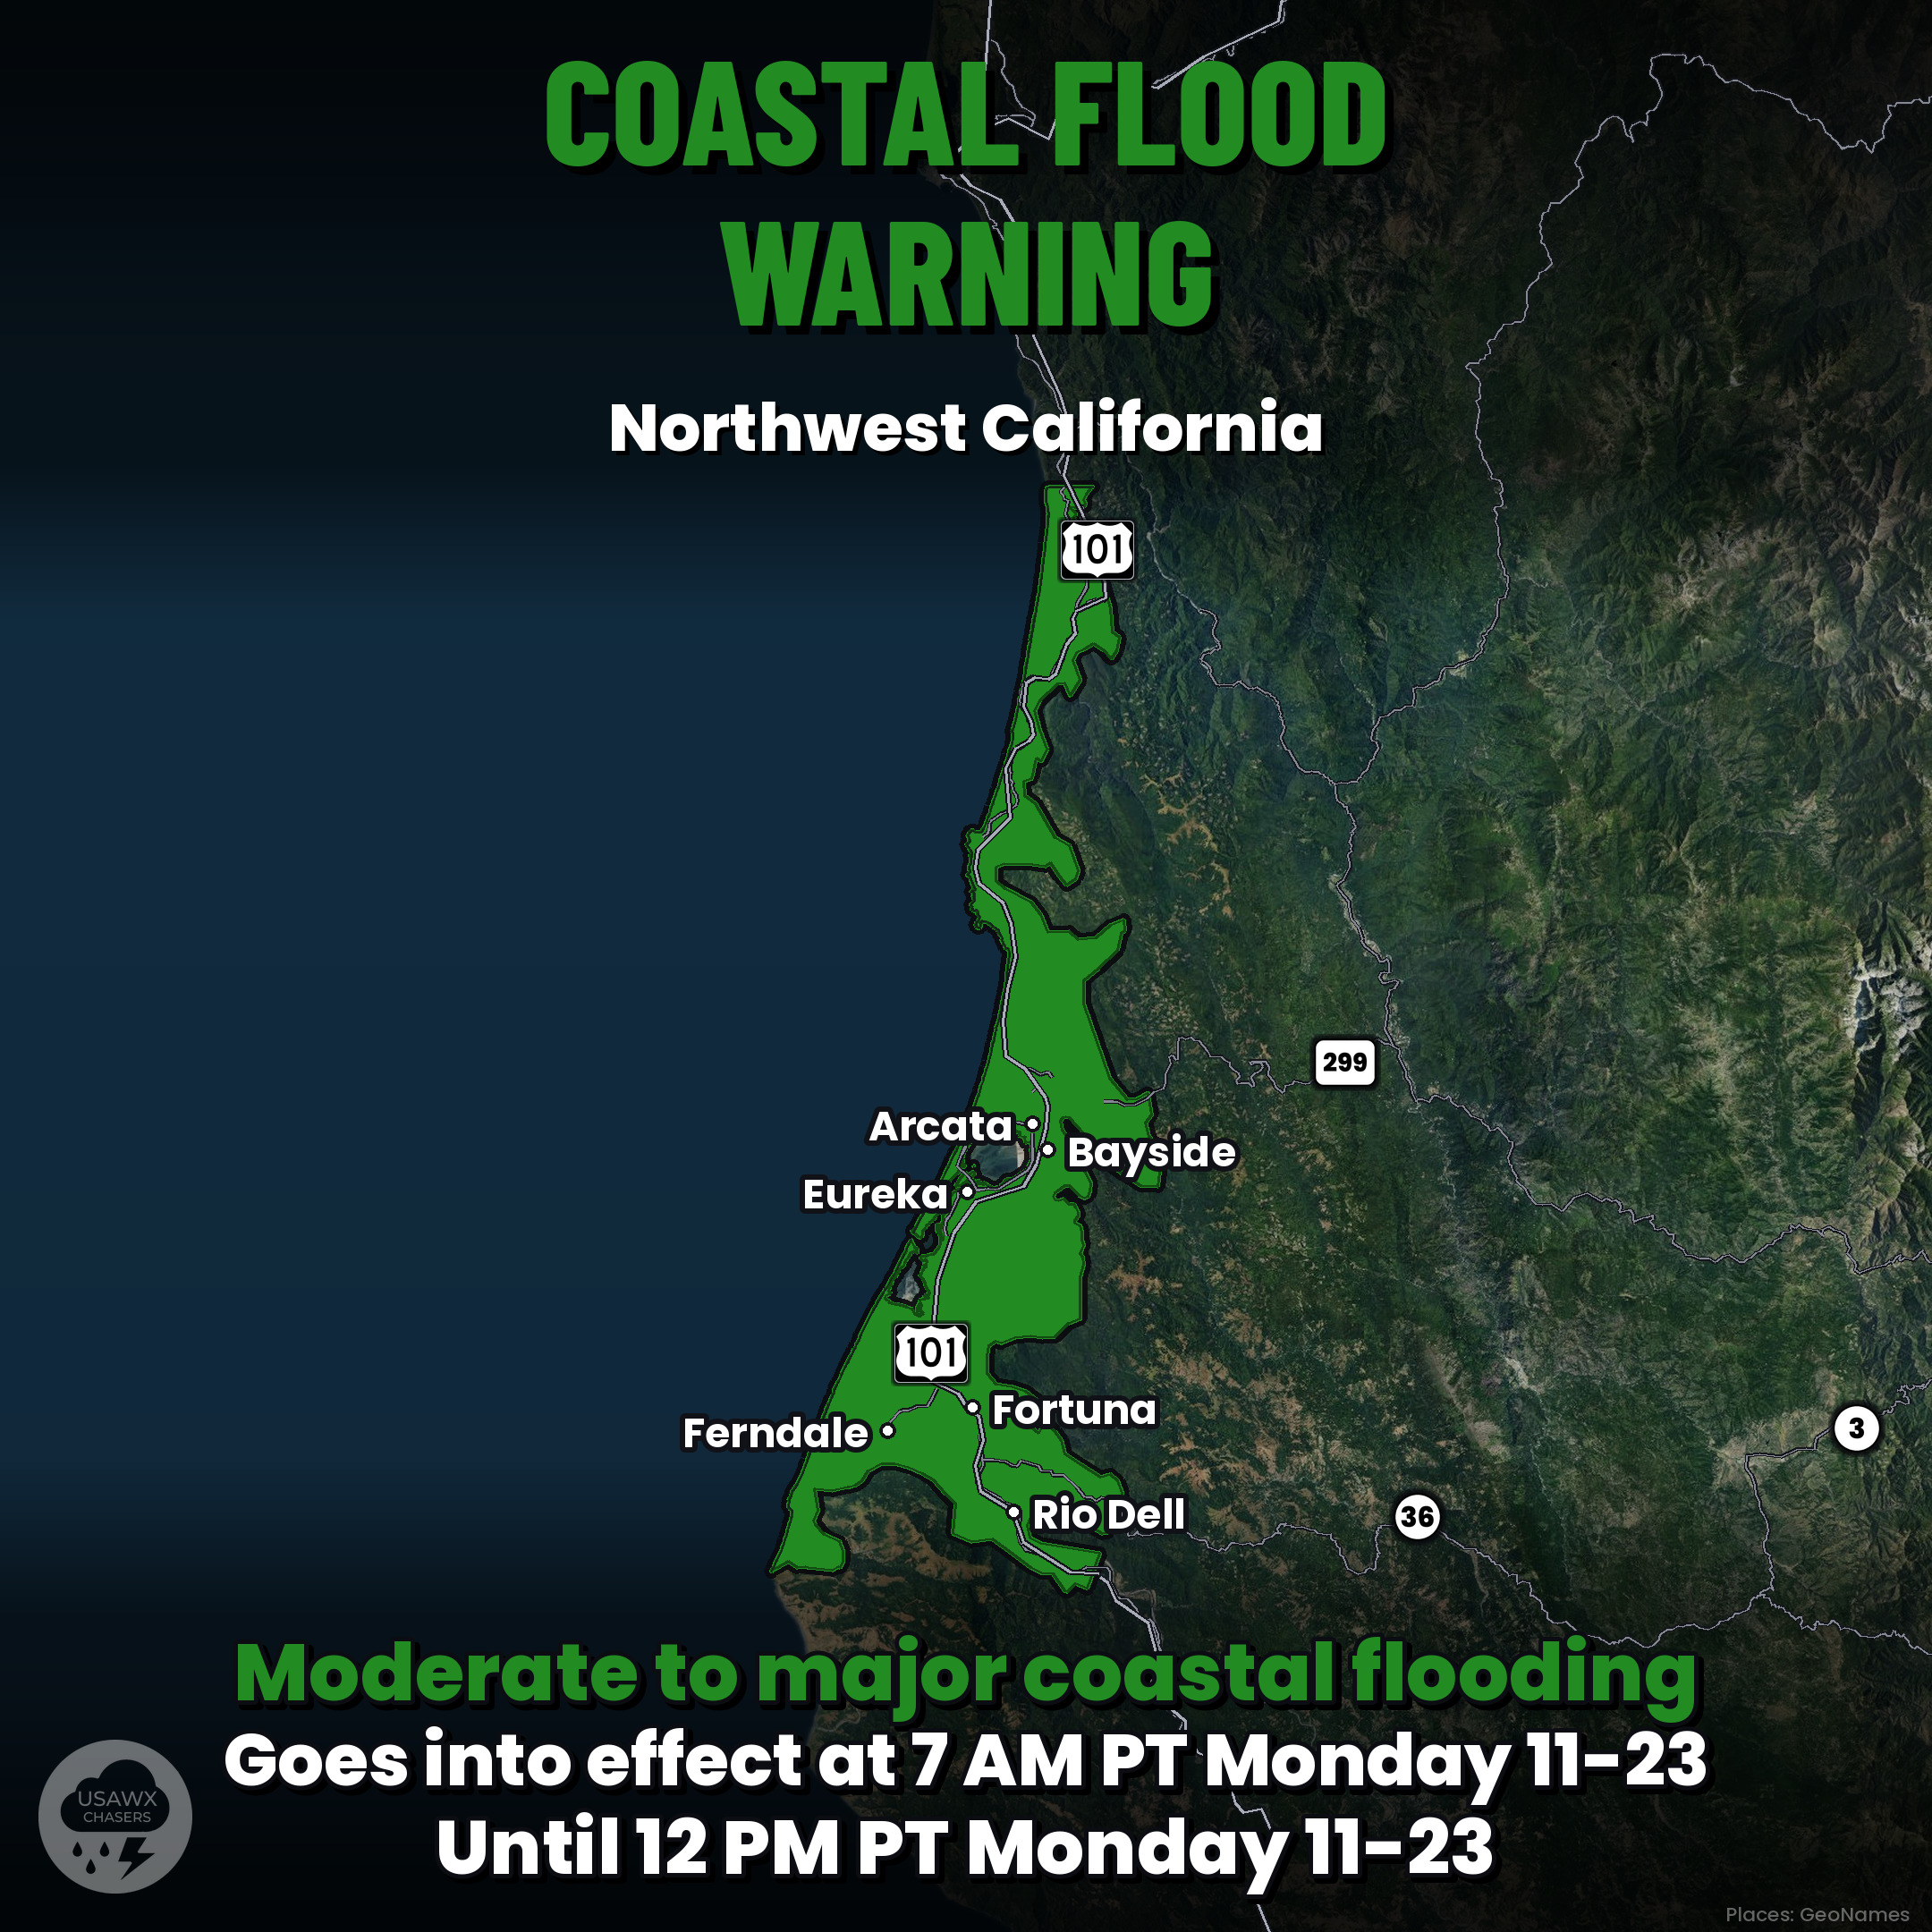 COASTAL FLOOD
WARNING
Northwest California
101
299
Arcata
Bayside
Eureka
101
Fortuna
Ferndale
3
Rio Dell
36
Moderate to major coastal flooding
Goes into effect at 7 AM PT Monday 11-23
Until 12 PM PT Monday 11-23
USAWX
CHASERS
Places: GeoNames